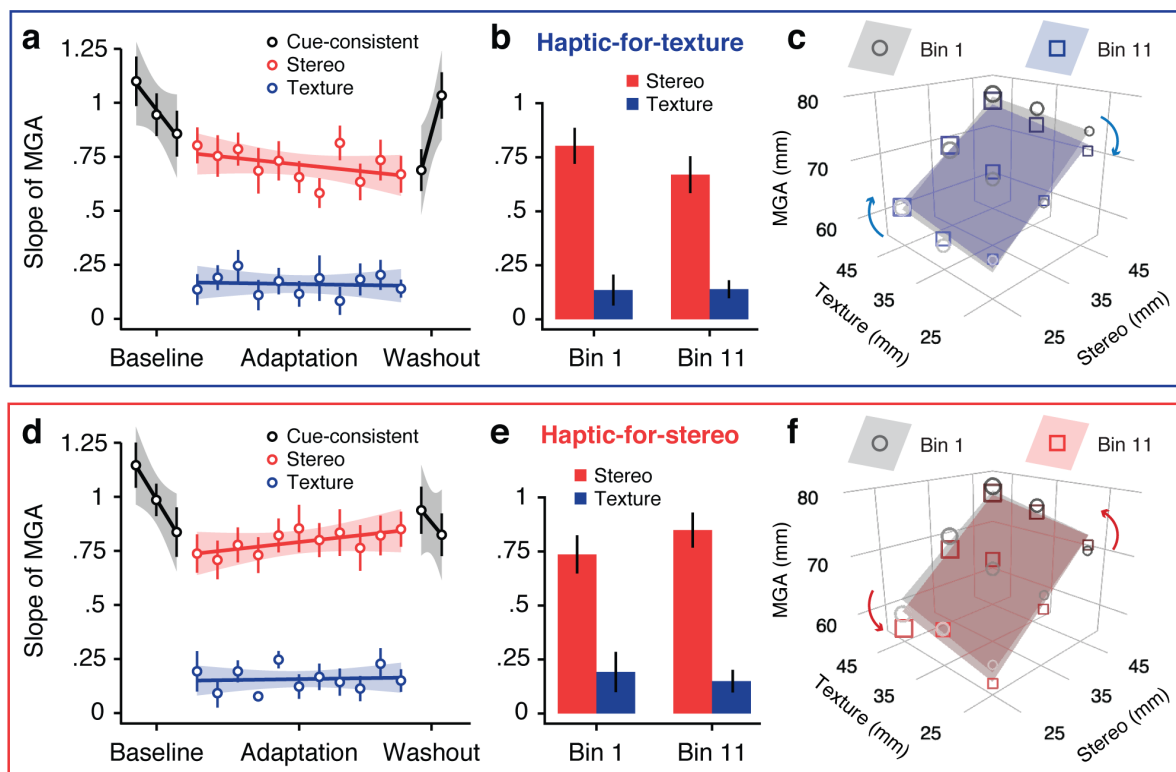 a
1.25
1
.75
.5
.25
0
Slope of MGA
Cue-consistent
Stereo
Texture
Baseline
Adaptation
Washout
b
Haptic-for-texture
1
.75
.5
.25
0
Stereo
Texture
Bin 1
Bin 11
c
Bin 1
Bin 11
80
70
60
MGA (mm)
45
35
25
Texture (mm)
45
35
25
Stereo (mm)
d
1.25
1
.75
.5
.25
0
Slope of MGA
Cue-consistent
Stereo
Texture
Baseline
Adaptation
Washout
e
Haptic-for-stereo
1
.75
.5
.25
0
Stereo
Texture
Bin 1
Bin 11
f
Bin 1
Bin 11
80
70
60
MGA (mm)
45
35
25
Texture (mm)
45
35
25
Stereo (mm)